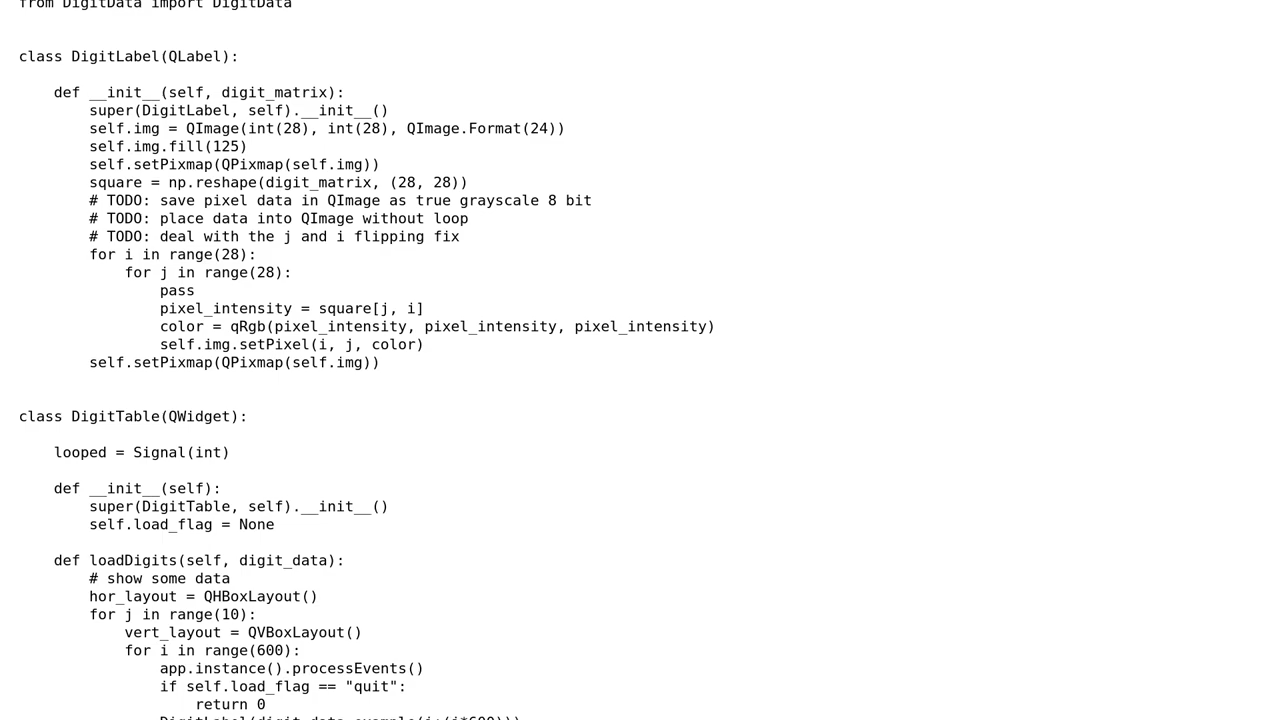 from DigitData import DigitData
class DigitLabel(QLabel):
    def __init__(self, digit_matrix):
        super(DigitLabel, self).__init__()
        self.img = QImage(int(28), int(28), QImage.Format(24))
        self.img.fill(125)
        self.setPixmap(QPixmap(self.img))
        square = np.reshape(digit_matrix, (28, 28))
        # TODO: save pixel data in QImage as true grayscale 8 bit
        # TODO: place data into QImage without loop
        # TODO: deal with the j and i flipping fix
        for i in range(28):
            for j in range(28):
                pass
                pixel_intensity = square[j, i]
                color = qRgb(pixel_intensity, pixel_intensity, pixel_intensity)
                self.img.setPixel(i, j, color)
        self.setPixmap(QPixmap(self.img))
class DigitTable(QWidget):
    looped = Signal(int)
    def __init__(self):
        super(DigitTable, self).__init__()
        self.load_flag = None
    def loadDigits(self, digit_data):
        # show some data
        hor_layout = QHBoxLayout()
        for j in range(10):
            vert_layout = QVBoxLayout()
            for i in range(600):
                app.instance().processEvents()
                if self.load_flag == "quit":
                    return 0
                DigitLabel(digit_data.example(i+(j*600)))